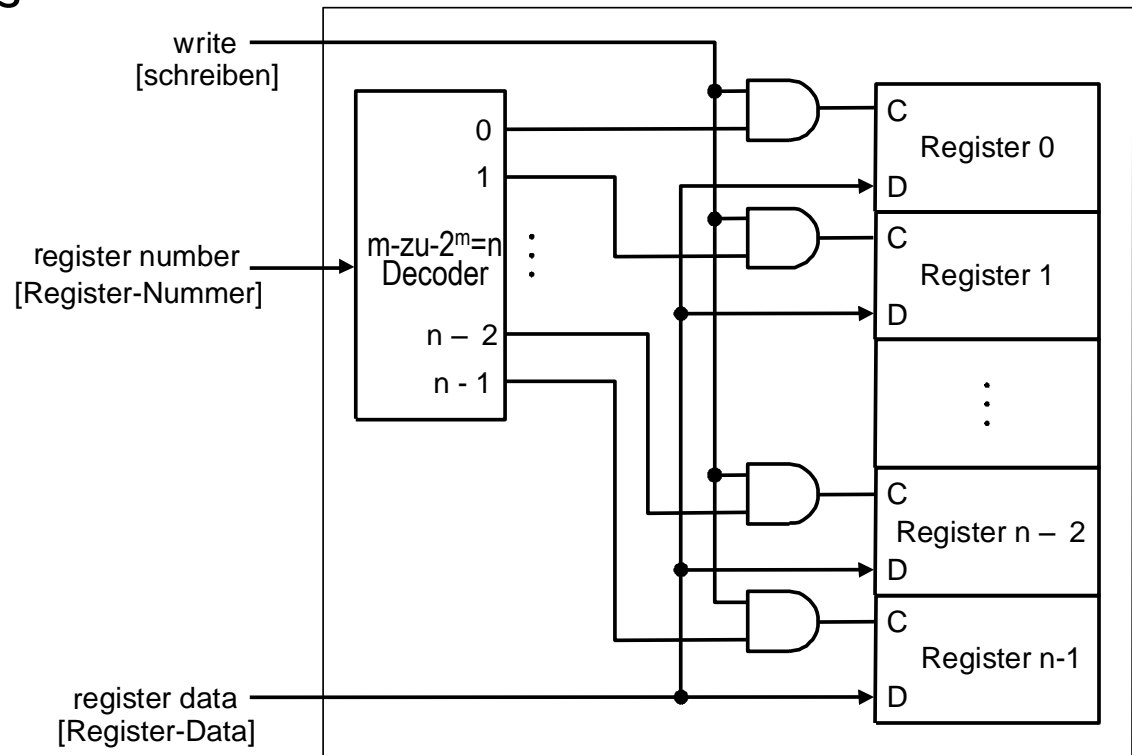 write
[schreiben]
C
Register 0
D
0
1
m-zu-2ᵐ=n
Decoder
register number
[Register-Nummer]
C
Register 1
D
n – 2
n - 1
C
Register n – 2
D
C
Register n-1
D
register data
[Register-Data]